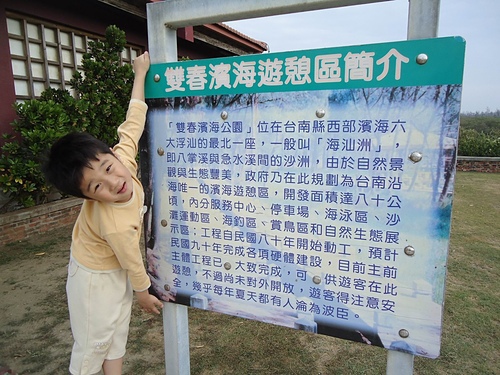 雙春濱海遊憩區簡介
「雙春濱海公園」位在台南縣西部濱海六
大浮汕的最北一座，一般叫「海汕洲」，
即八掌溪與急水溪間的沙洲，由於自然景
觀與生態豐美，政府乃在此規劃為台南沿
海唯一的濱海遊憩區，開發面積達八十公
頃，內分服務中心、停車場、海泳區、沙
灘運動區、海釣區、賞鳥區和自然生態展
示區：工程自民國八十年開始動工，預計
民國九十年完成各項硬體建設，目前主前
主體工程已大致完成，可供遊客在此
遊憩，不過尚未對外開放，遊客得注意安
全，幾乎每年夏天都有人淪為波臣。